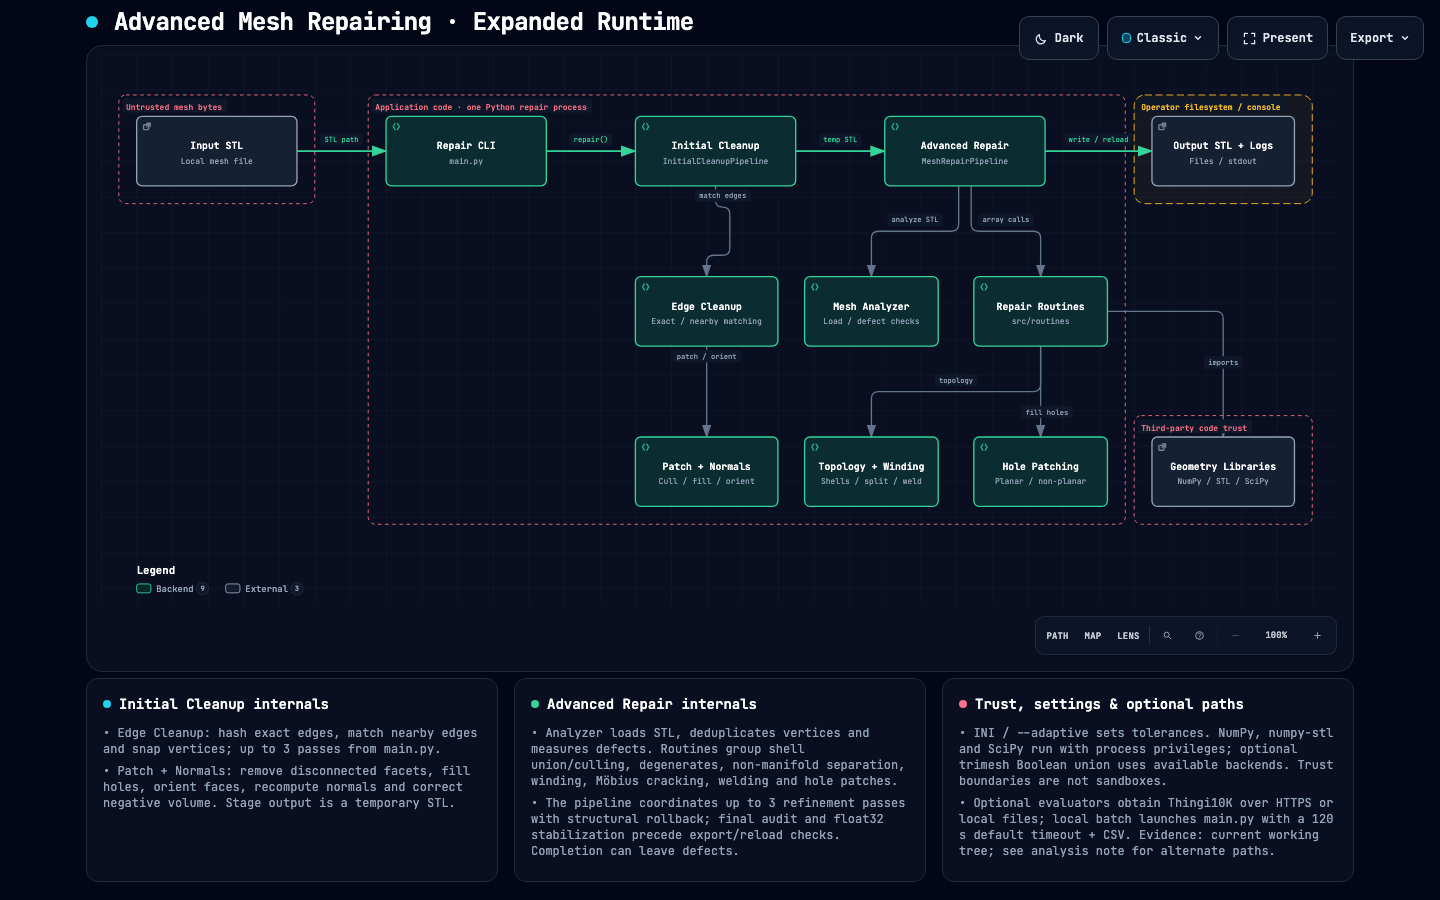 Advanced Mesh Repairing · Expanded Runtime
Dark
Classic
Present
Export
Untrusted mesh bytes
Application code · one Python repair process
Operator filesystem / console
Input STL
Local mesh file
STL path
Repair CLI
main.py
repair()
Initial Cleanup
InitialCleanupPipeline
temp STL
Advanced Repair
MeshRepairPipeline
write / reload
Output STL + Logs
Files / stdout
match edges
analyze STL
array calls
Edge Cleanup
Exact / nearby matching
Mesh Analyzer
Load / defect checks
Repair Routines
src/routines
patch / orient
imports
topology
fill holes
Third-party code trust
Patch + Normals
Cull / fill / orient
Topology + Winding
Shells / split / weld
Hole Patching
Planar / non-planar
Geometry Libraries
NumPy / STL / SciPy
Legend
Backend 9
External 3
PATH
MAP
LENS
100%
Initial Cleanup internals
• Edge Cleanup: hash exact edges, match nearby edges
and snap vertices; up to 3 passes from main.py.
• Patch + Normals: remove disconnected facets, fill
holes, orient faces, recompute normals and correct
negative volume. Stage output is a temporary STL.
Advanced Repair internals
• Analyzer loads STL, deduplicates vertices and
measures defects. Routines group shell
union/culling, degenerates, non-manifold separation,
winding, Möbius cracking, welding and hole patches.
• The pipeline coordinates up to 3 refinement passes
with structural rollback; final audit and float32
stabilization precede export/reload checks.
Completion can leave defects.
Trust, settings & optional paths
• INI / --adaptive sets tolerances. NumPy, numpy-stl
and SciPy run with process privileges; optional
trimesh Boolean union uses available backends. Trust
boundaries are not sandboxes.
• Optional evaluators obtain Thingi10K over HTTPS or
local files; local batch launches main.py with a 120
s default timeout + CSV. Evidence: current working
tree; see analysis note for alternate paths.